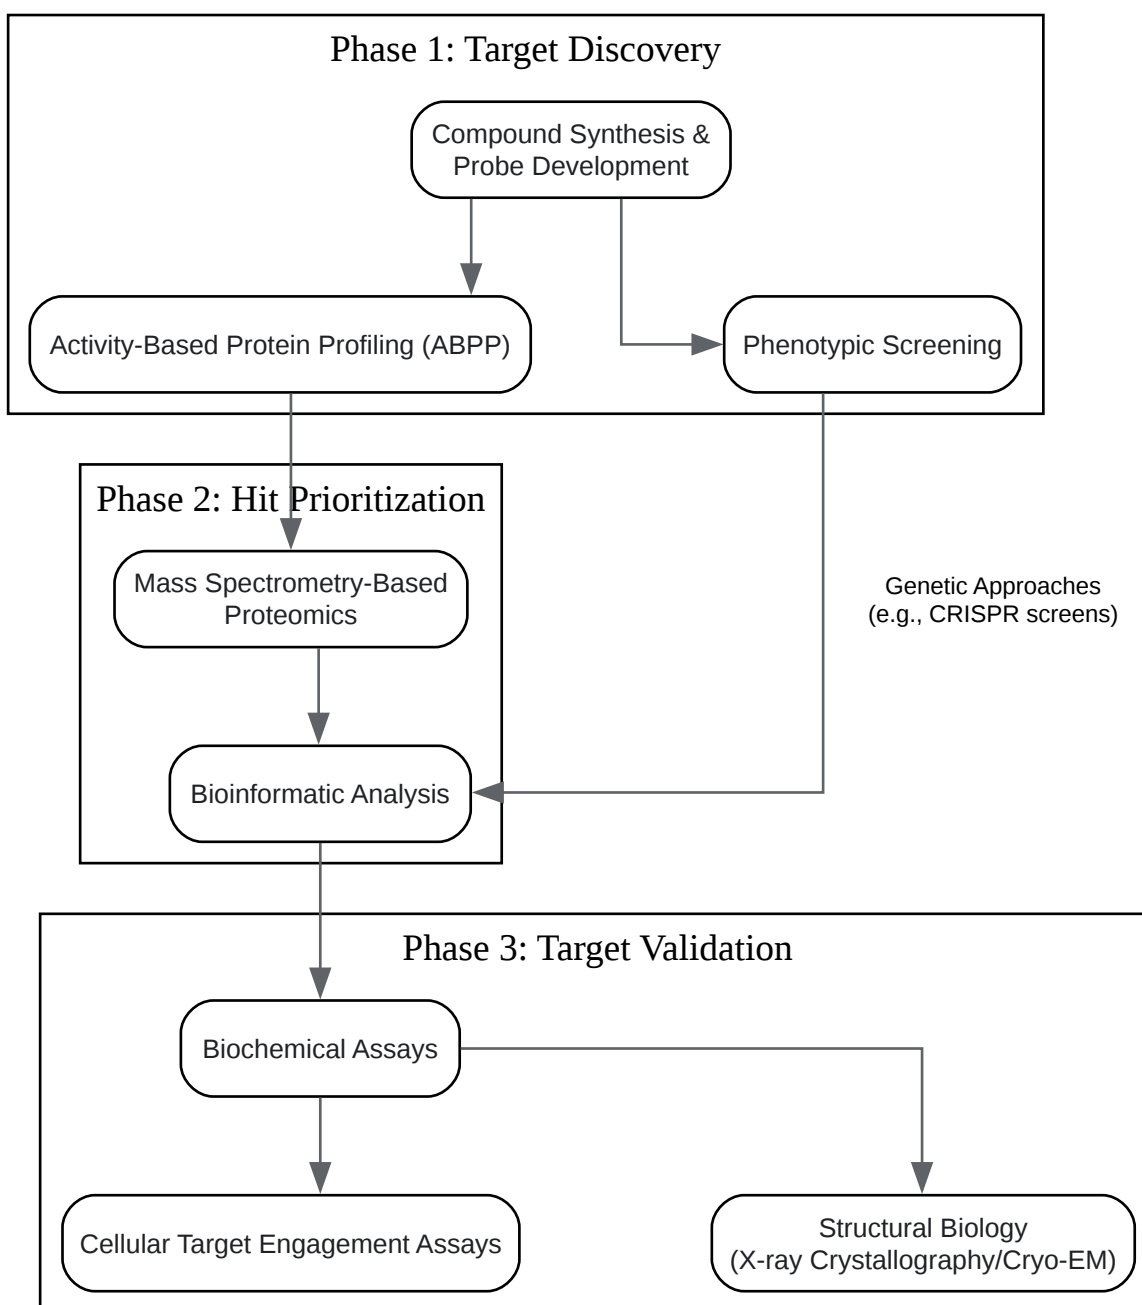 Phase 1: Target Discovery
Compound Synthesis &
Probe Development
Activity-Based Protein Profiling (ABPP)
Phenotypic Screening
Phase 2: Hit Prioritization
Mass Spectrometry-Based
Proteomics
Genetic Approaches
(e.g., CRISPR screens)
Bioinformatic Analysis
Phase 3: Target Validation
Biochemical Assays
Cellular Target Engagement Assays
Structural Biology
(X-ray Crystallography/Cryo-EM)